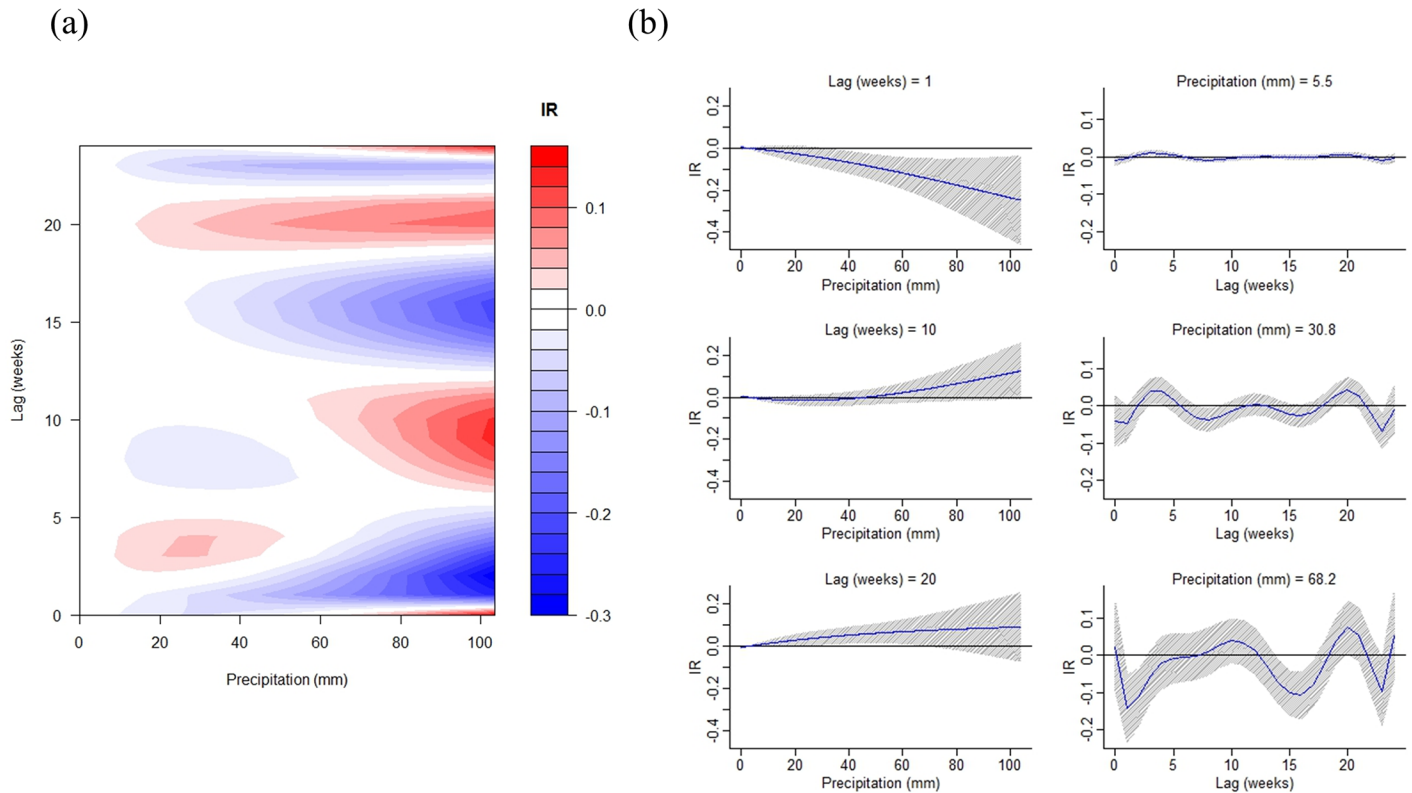 (a)
IR
0.1
0.0
-0.1
-0.2
-0.3
20
15
10
5
0
Lag (weeks)
0 20 40 60 80 100
Precipitation (mm)
(b)
Lag (weeks) = 1
0.2
0.0
-0.2
-0.4
IR
0 20 40 60 80 100
Precipitation (mm)
Precipitation (mm) = 5.5
0.1
0.0
-0.1
-0.2
IR
0 5 10 15 20
Lag (weeks)
Lag (weeks) = 10
0.2
0.0
-0.2
-0.4
IR
0 20 40 60 80 100
Precipitation (mm)
Precipitation (mm) = 30.8
0.1
0.0
-0.1
-0.2
IR
0 5 10 15 20
Lag (weeks)
Lag (weeks) = 20
0.2
0.0
-0.2
-0.4
IR
0 20 40 60 80 100
Precipitation (mm)
Precipitation (mm) = 68.2
0.1
0.0
-0.1
-0.2
IR
0 5 10 15 20
Lag (weeks)